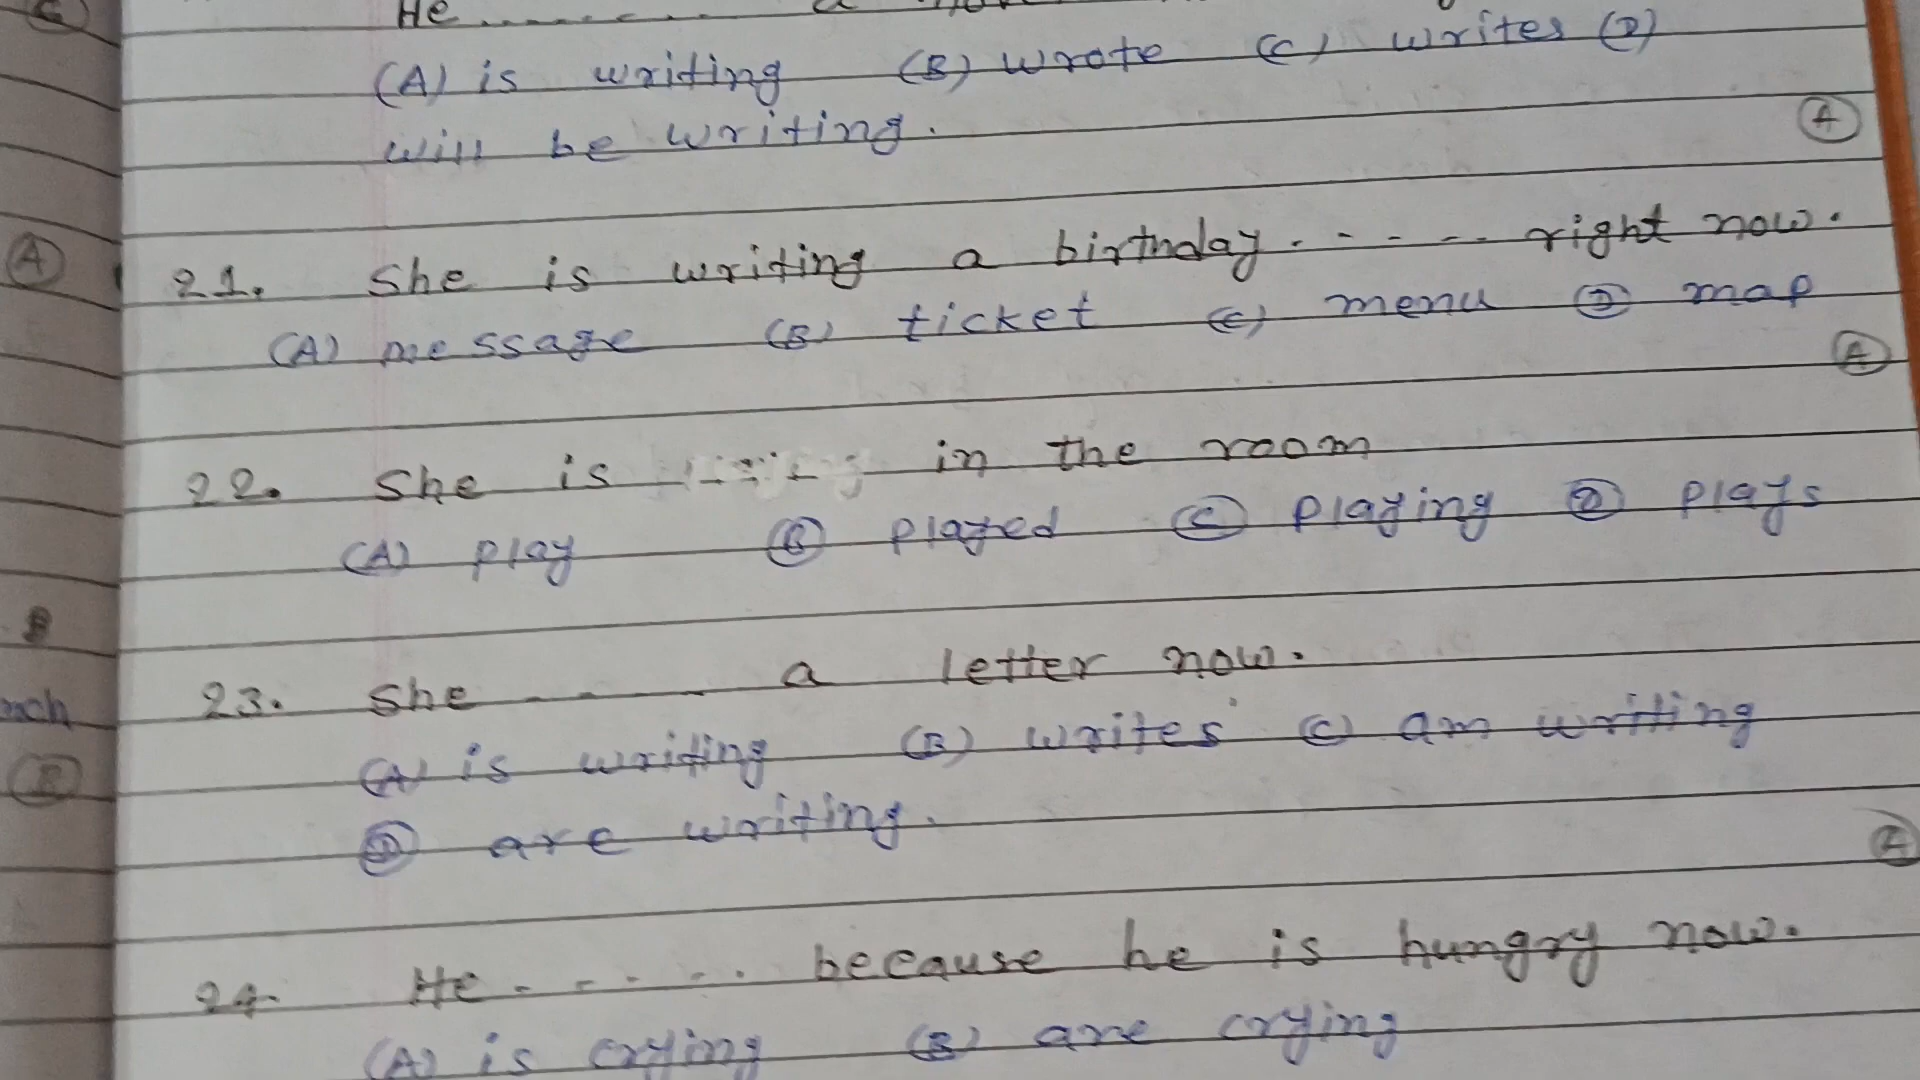 He ........ a
(A) is writing (B) wrote (C) writes (D)
will be writing.
A
A
21. She is writing a birthday. - - - -- right now.
(A) message (B) ticket (C) menu (D) map
A
22. She is in the room
(A) play (B) played (C) playing (D) plays
23. She - - - - a letter now.
(A) is writing (B) writes (C) am writing
(D) are writing.
A
24. He - - - - . because he is hungry now.
(A) is crying (B) are crying